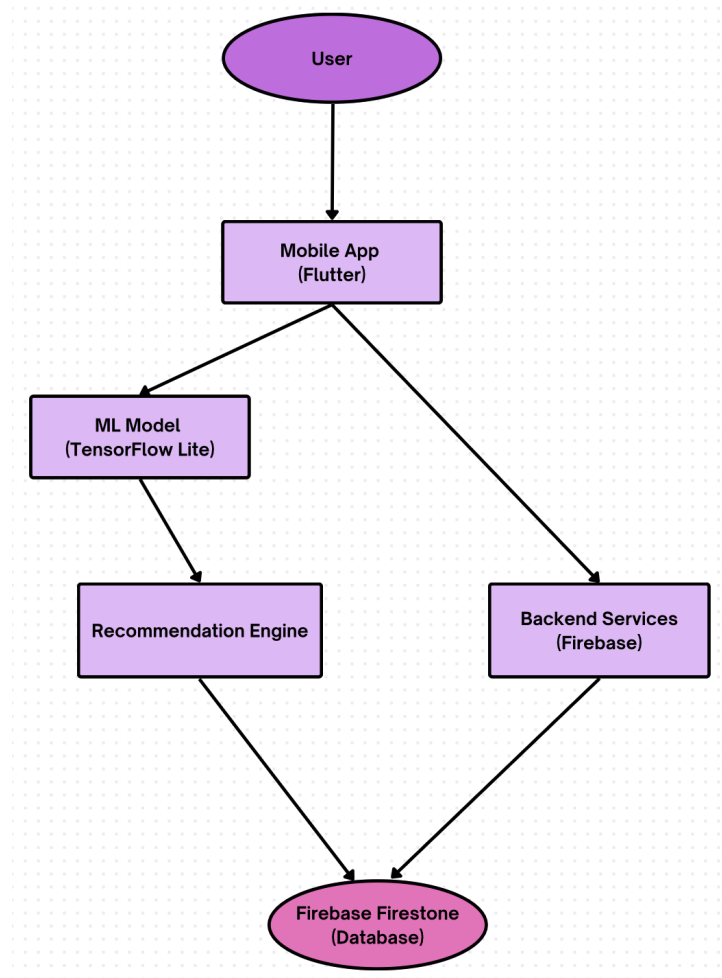 User
Mobile App
(Flutter)
ML Model
(TensorFlow Lite)
Recommendation Engine
Backend Services
(Firebase)
Firebase Firestone
(Database)